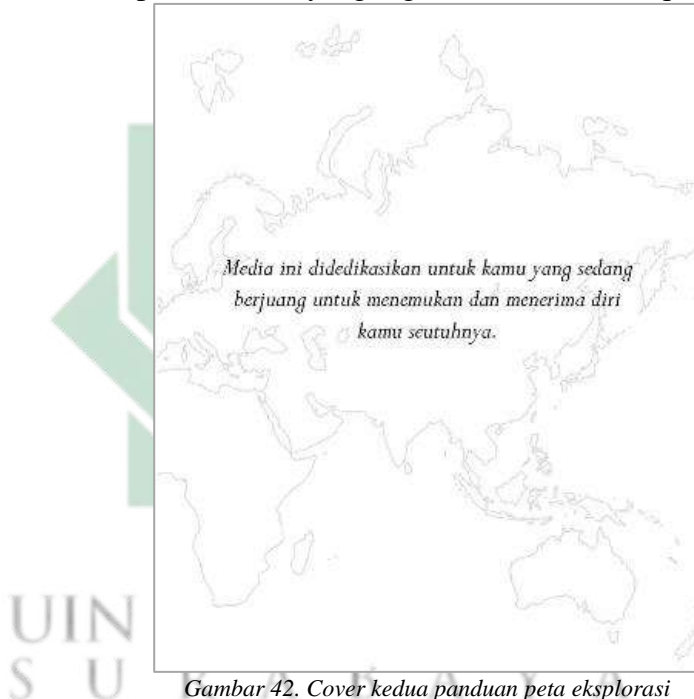 Media ini didedikasikan untuk kamu yang sedang
berjuang untuk menemukan dan menerima diri
kamu seutuhnya.
UIN
S U R A B A Y A
Gambar 42. Cover kedua panduan peta eksplorasi